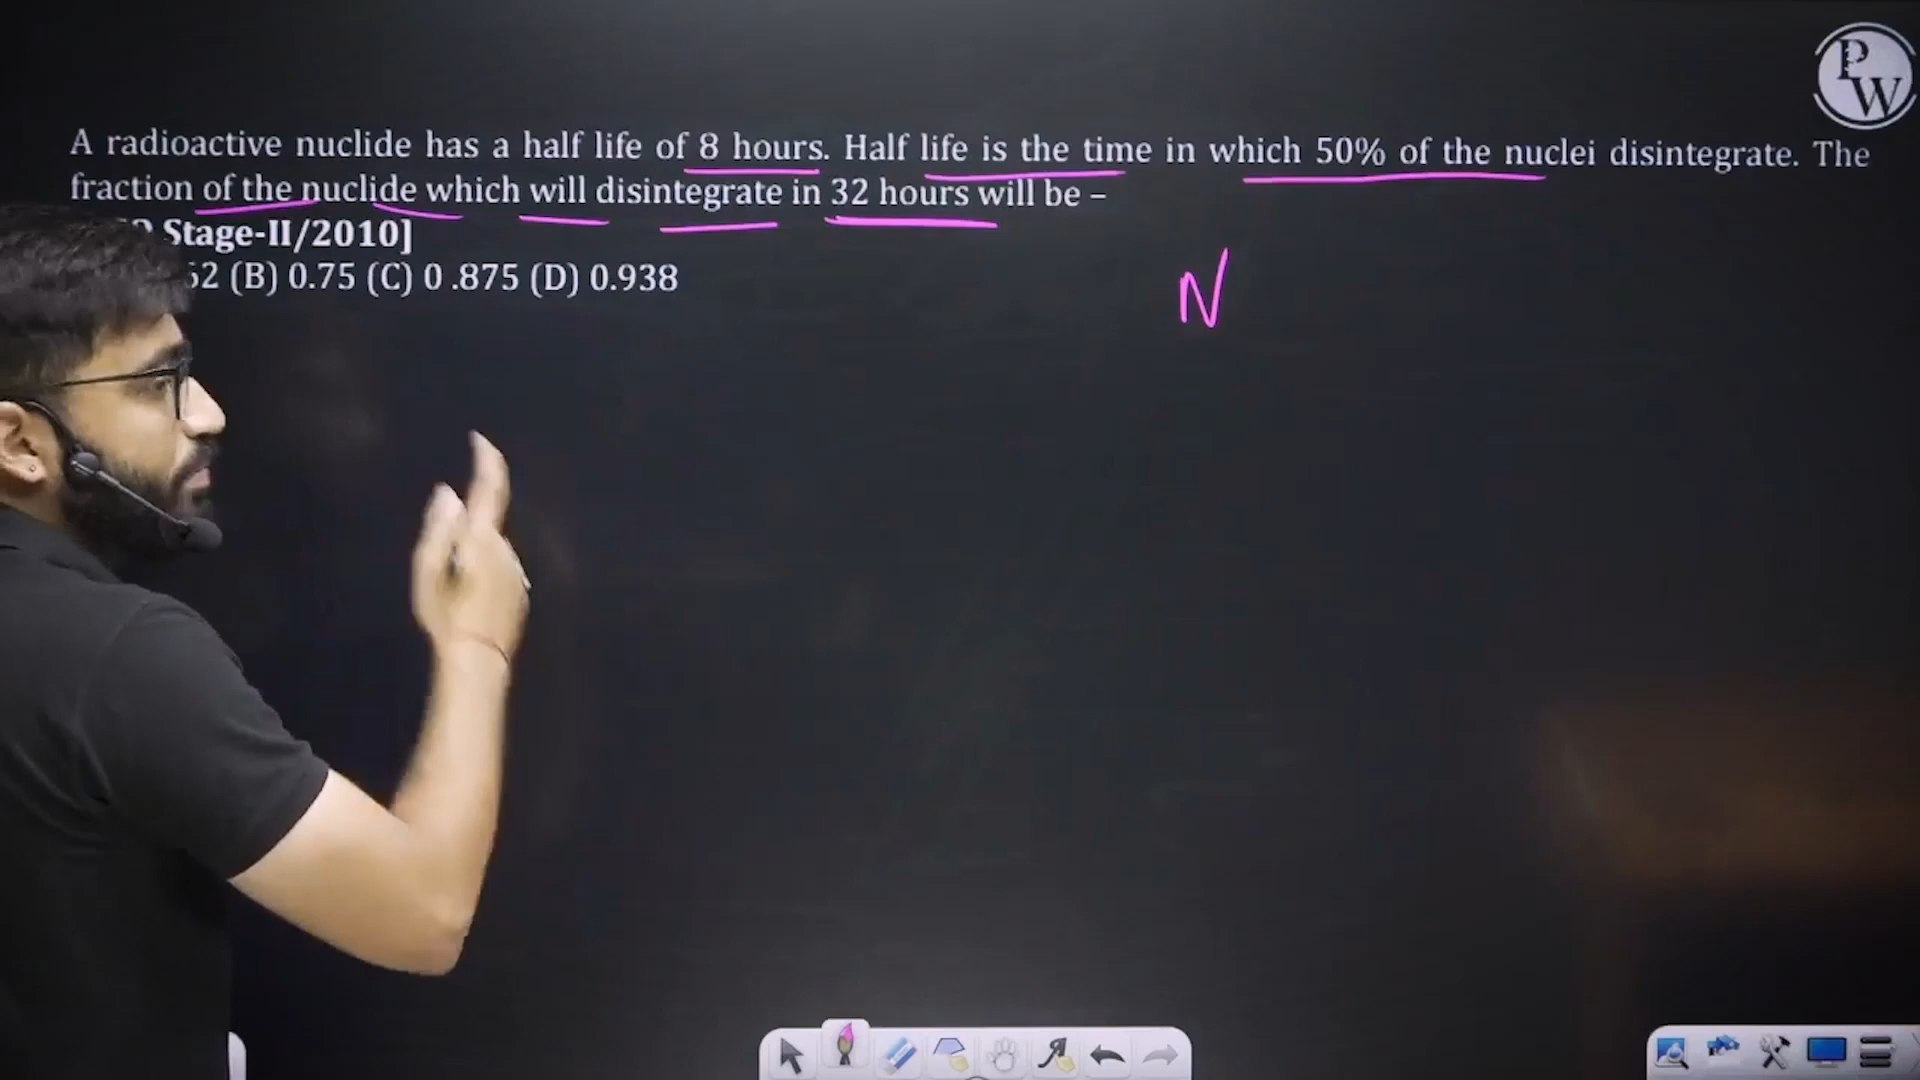 PW
A radioactive nuclide has a half life of 8 hours. Half life is the time in which 50% of the nuclei disintegrate. The
fraction of the nuclide which will disintegrate in 32 hours will be –
Stage-II/2010]
(B) 0.75 (C) 0 .875 (D) 0.938
N